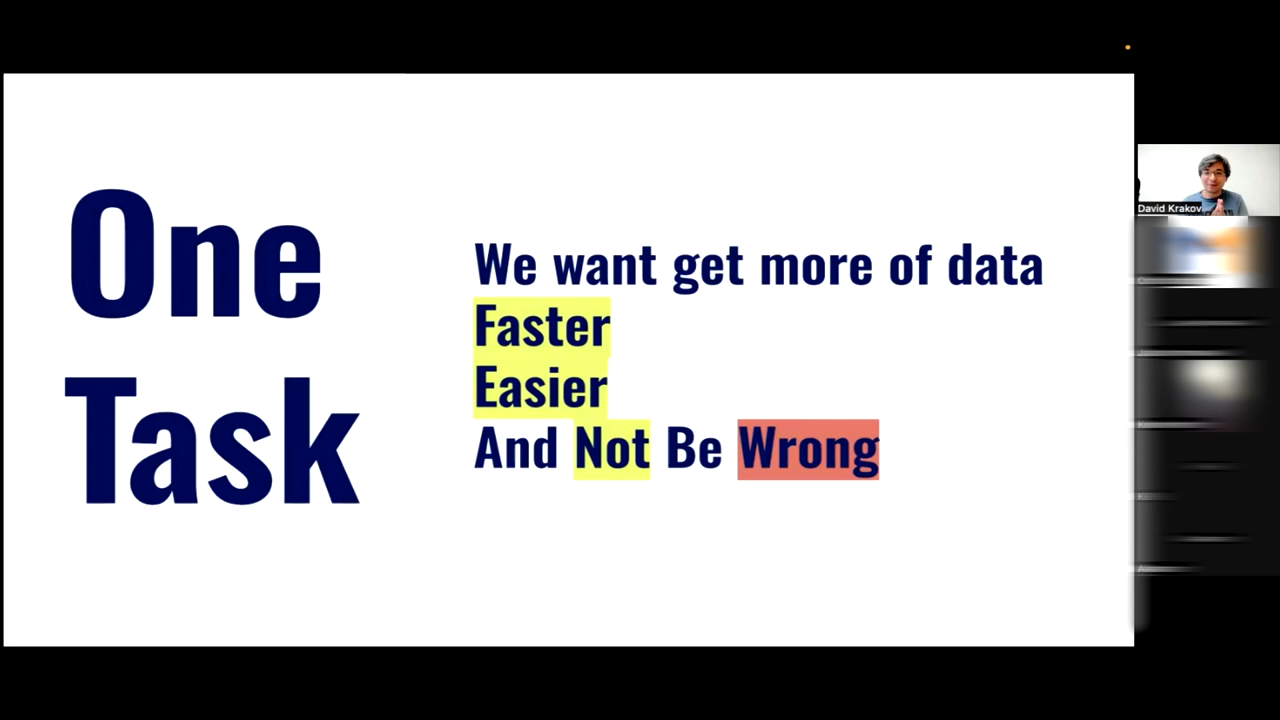 One
Task
We want get more of data
Faster
Easier
And Not Be Wrong
David Krakov